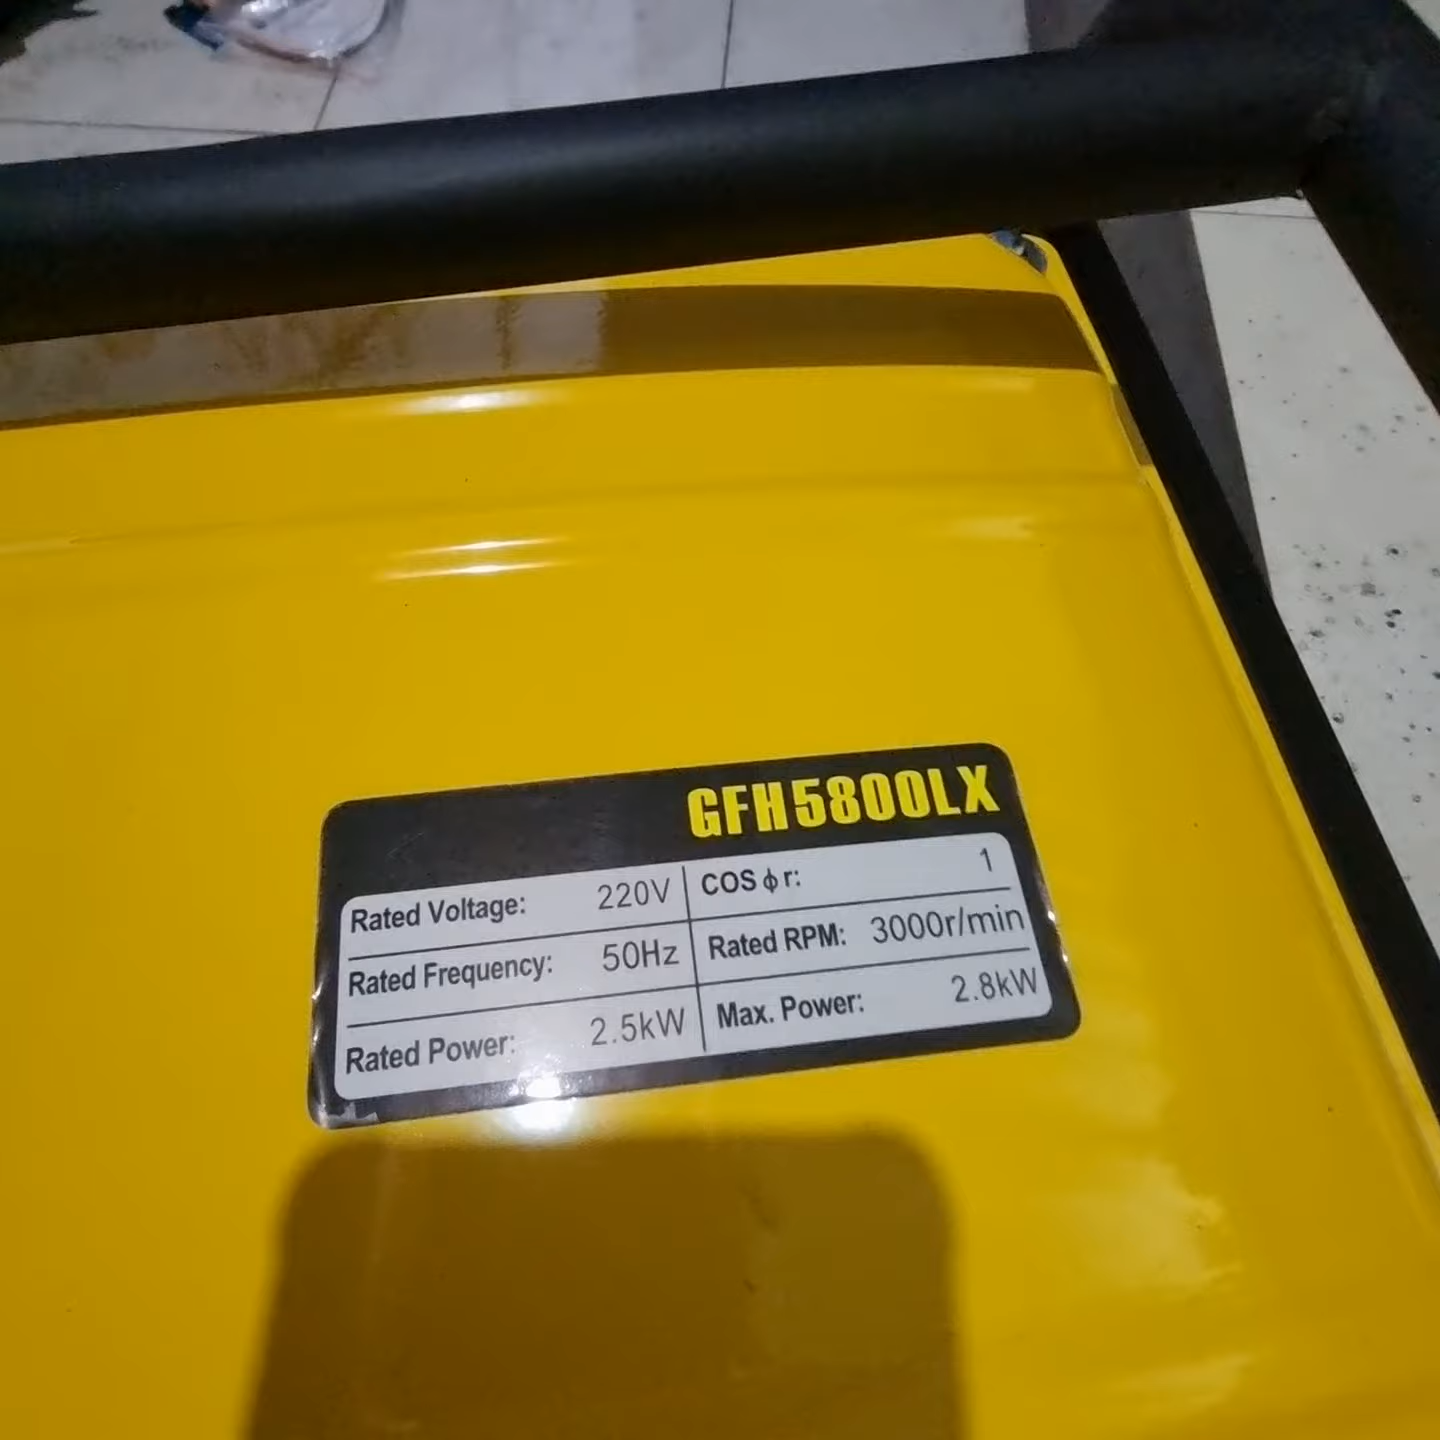 GFH5800LX
Rated Voltage: 220V COS ϕ r: 1
Rated Frequency: 50Hz Rated RPM: 3000r/min
Rated Power: 2.5kW Max. Power: 2.8kW